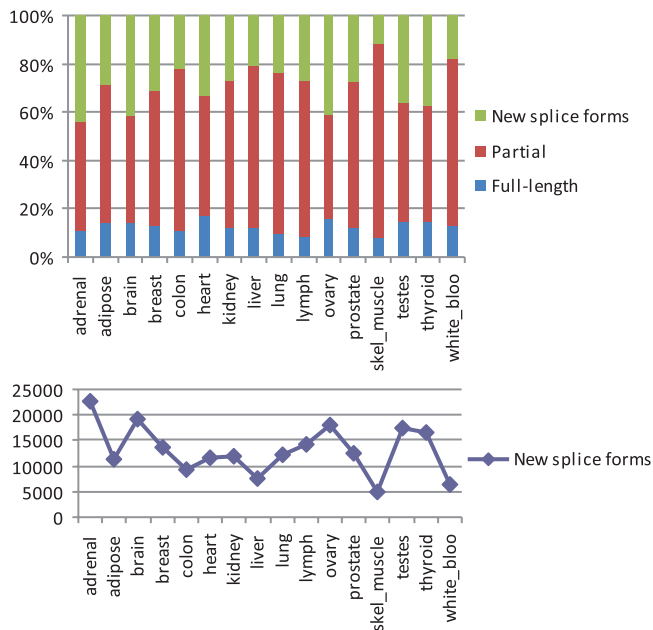 100%
80%
60%
40%
20%
0%
New splice forms
Partial
Full-length
adrenal
adipose
brain
breast
colon
heart
kidney
liver
lung
lymph
ovary
prostate
skel_muscle
testes
thyroid
white_bloo
25000
20000
15000
10000
5000
0
New splice forms
adrenal
adipose
brain
breast
colon
heart
kidney
liver
lung
lymph
ovary
prostate
skel_muscle
testes
thyroid
white_bloo